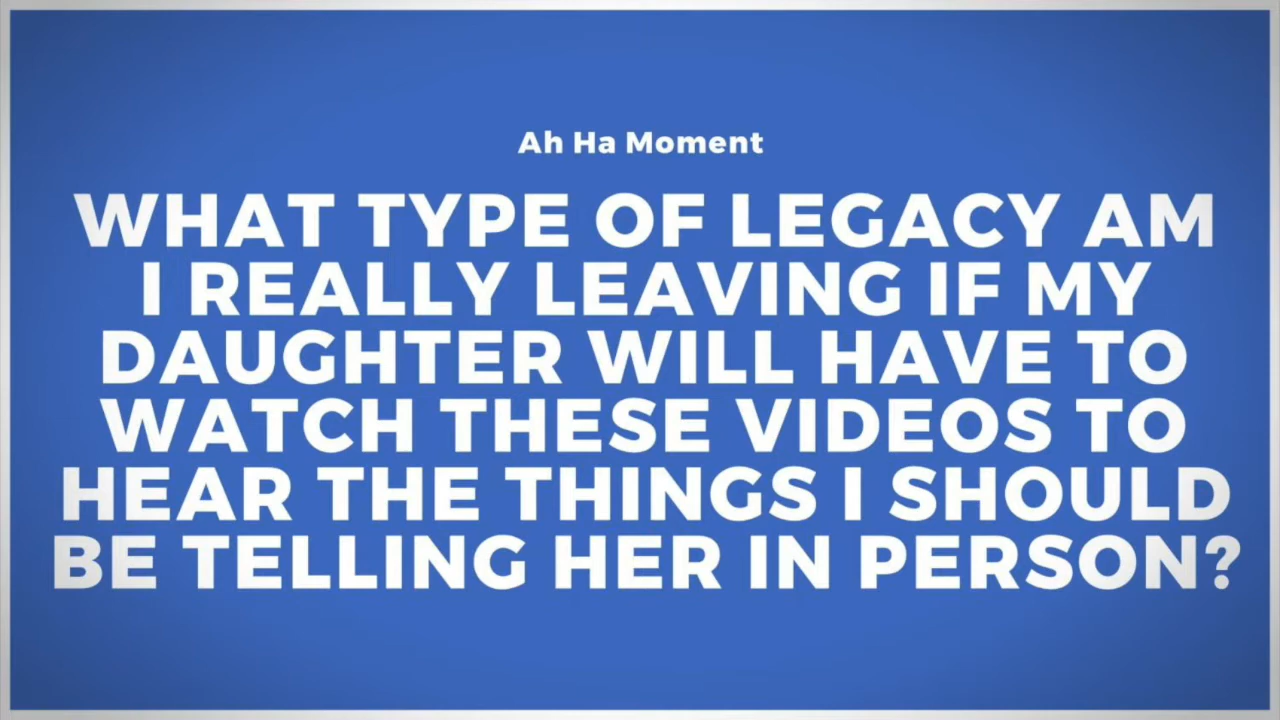 Ah Ha Moment
WHAT TYPE OF LEGACY AM
I REALLY LEAVING IF MY
DAUGHTER WILL HAVE TO
WATCH THESE VIDEOS TO
HEAR THE THINGS I SHOULD
BE TELLING HER IN PERSON?